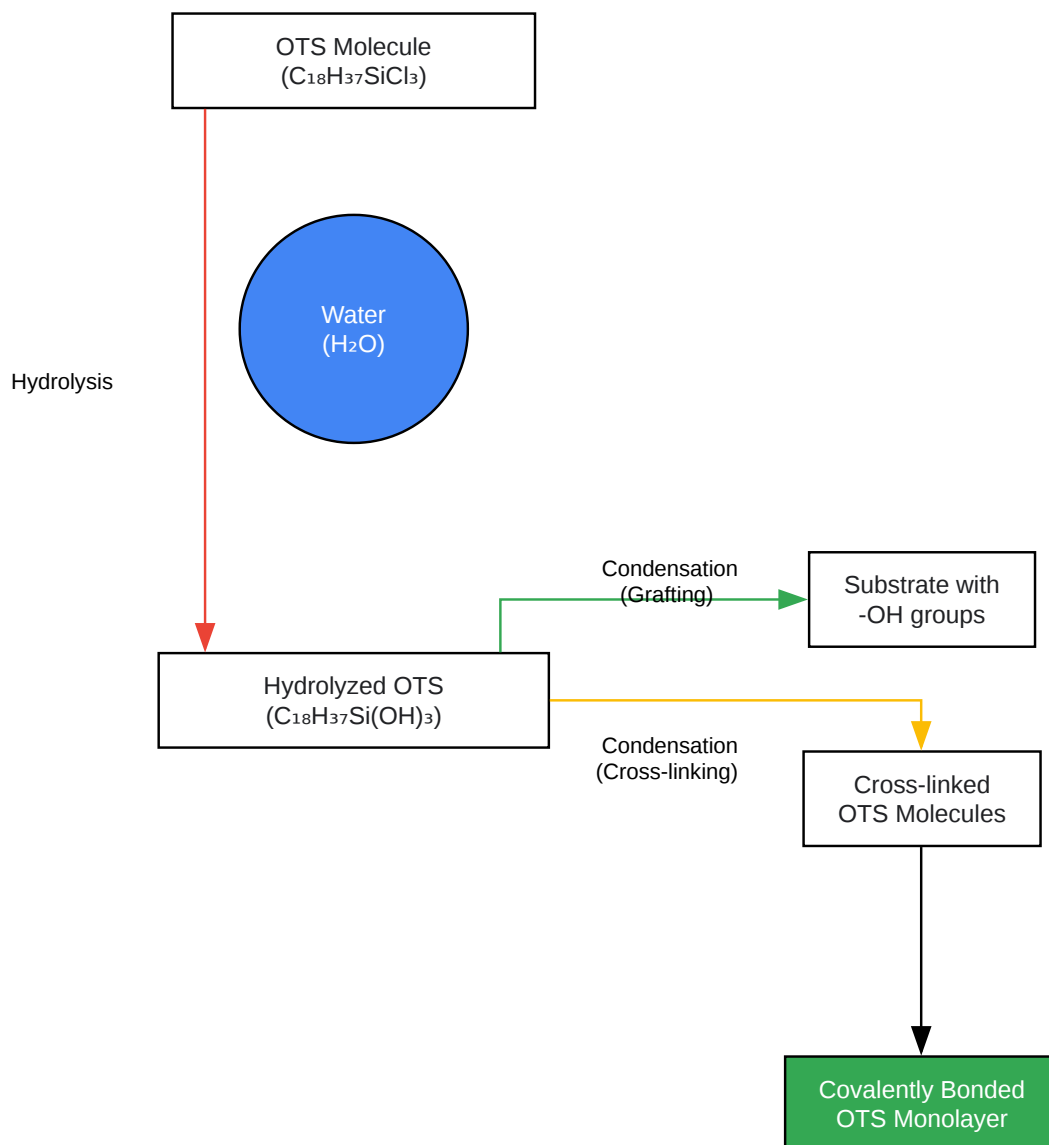 OTS Molecule
(C₁₈H₃₇SiCl₃)
Water
(H₂O)
Hydrolysis
Condensation
(Grafting)
Substrate with
-OH groups
Hydrolyzed OTS
(C₁₈H₃₇Si(OH)₃)
Condensation
(Cross-linking)
Cross-linked
OTS Molecules
Covalently Bonded
OTS Monolayer